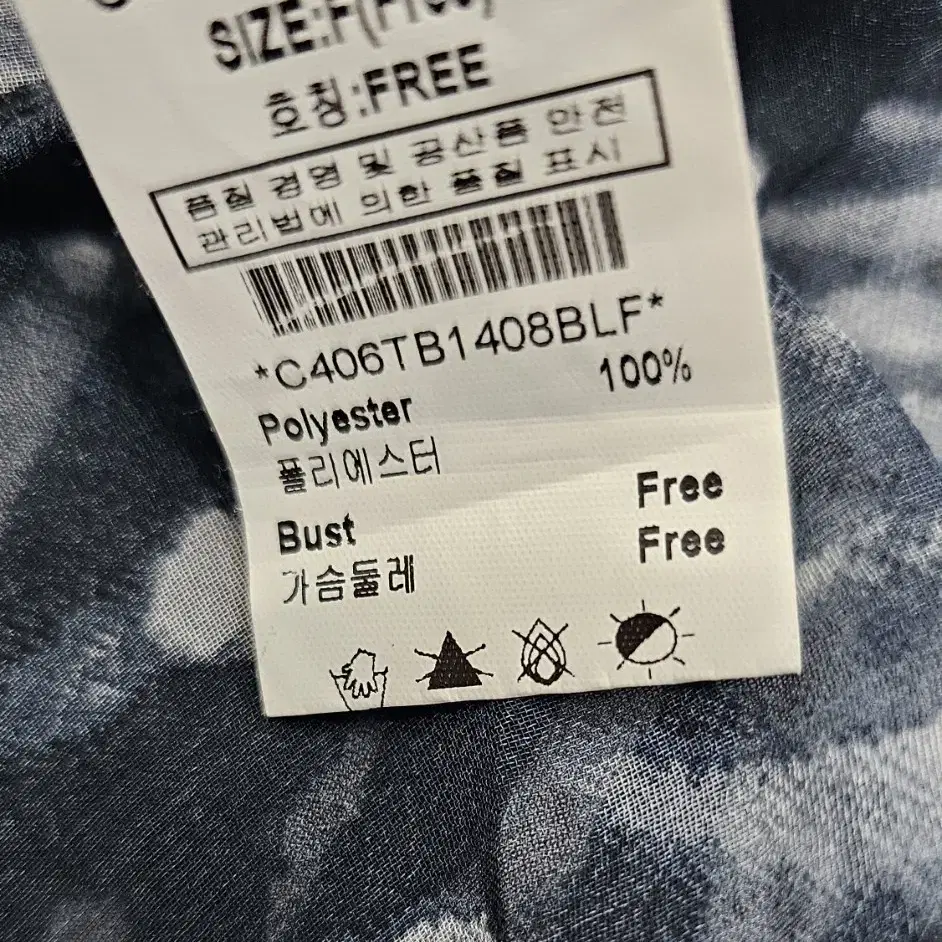 SIZE:F(Free)
호칭:FREE
품질 경영 및 공산품 안전
관리법에 의한 품질 표시
*C406TB1408BLF*
Polyester 100%
폴리에스터
Bust Free
가슴둘레 Free